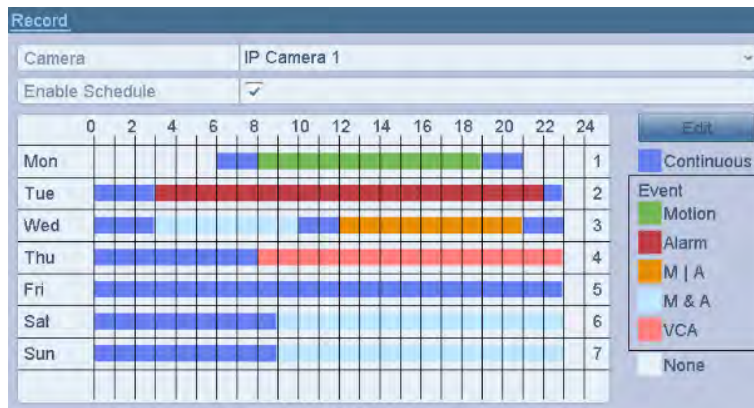 Record
Camera IP Camera 1
Enable Schedule
0 2 4 6 8 10 12 14 16 18 20 22 24 Edit
Mon 1 Continuous
Tue 2 Event
Motion
Wed 3 Alarm
Thu 4 M | A
Fri 5 M & A
Sat 6 VCA
Sun 7 None